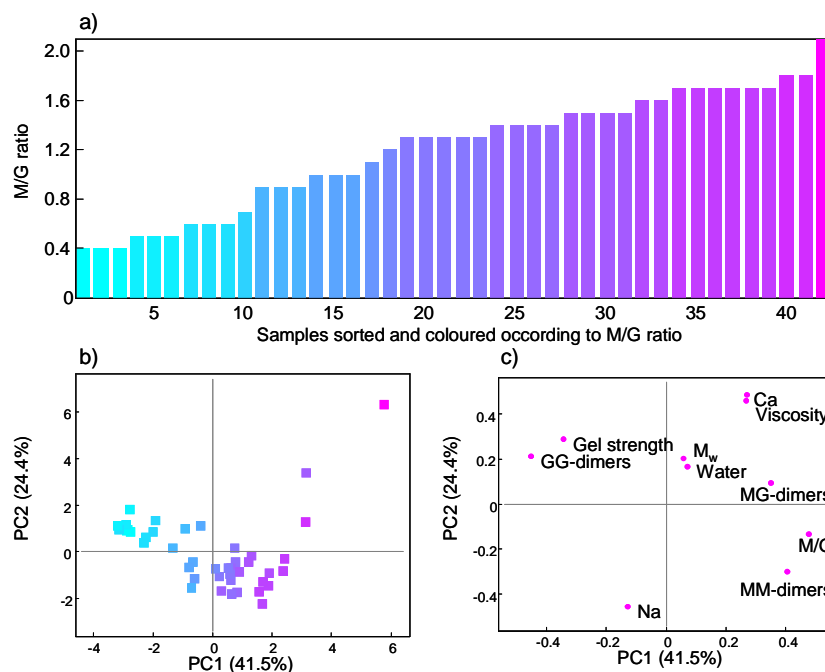 a)
M/G ratio
2.0
1.6
1.2
0.8
0.4
0
5
10
15
20
25
30
35
40
Samples sorted and coloured occording to M/G ratio
b)
PC2 (24.4%)
6
4
2
0
-2
-4
-2
0
2
4
6
PC1 (41.5%)
c)
PC2 (24.4%)
0.4
0.2
0
-0.2
-0.4
Ca
Viscosity
Gel strength
GG-dimers
Mw
Water
MG-dimers
M/G
MM-dimers
Na
-0.4
-0.2
0
0.2
0.4
PC1 (41.5%)